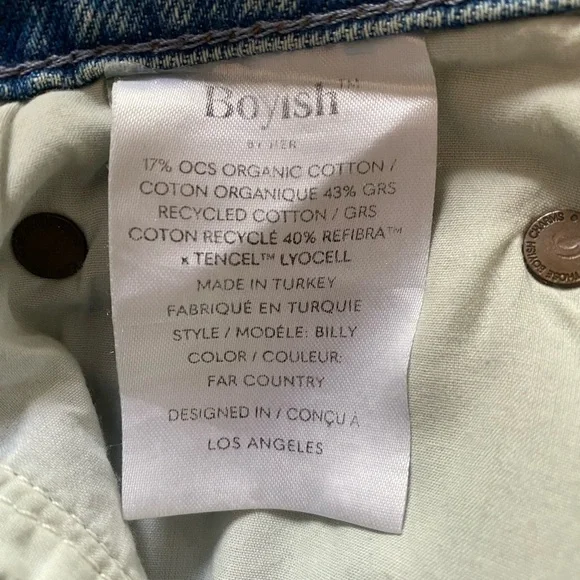 Boyish™
BY HER
17% OCS ORGANIC COTTON /
COTON ORGANIQUE 43% GRS
RECYCLED COTTON / GRS
COTON RECYCLÉ 40% REFIBRA™
x TENCEL™ LYOCELL
MADE IN TURKEY
FABRIQUÉ EN TURQUIE
STYLE / MODÈLE: BILLY
COLOR / COULEUR:
FAR COUNTRY
DESIGNED IN / CONÇU À
LOS ANGELES
BOYISH CHARMS